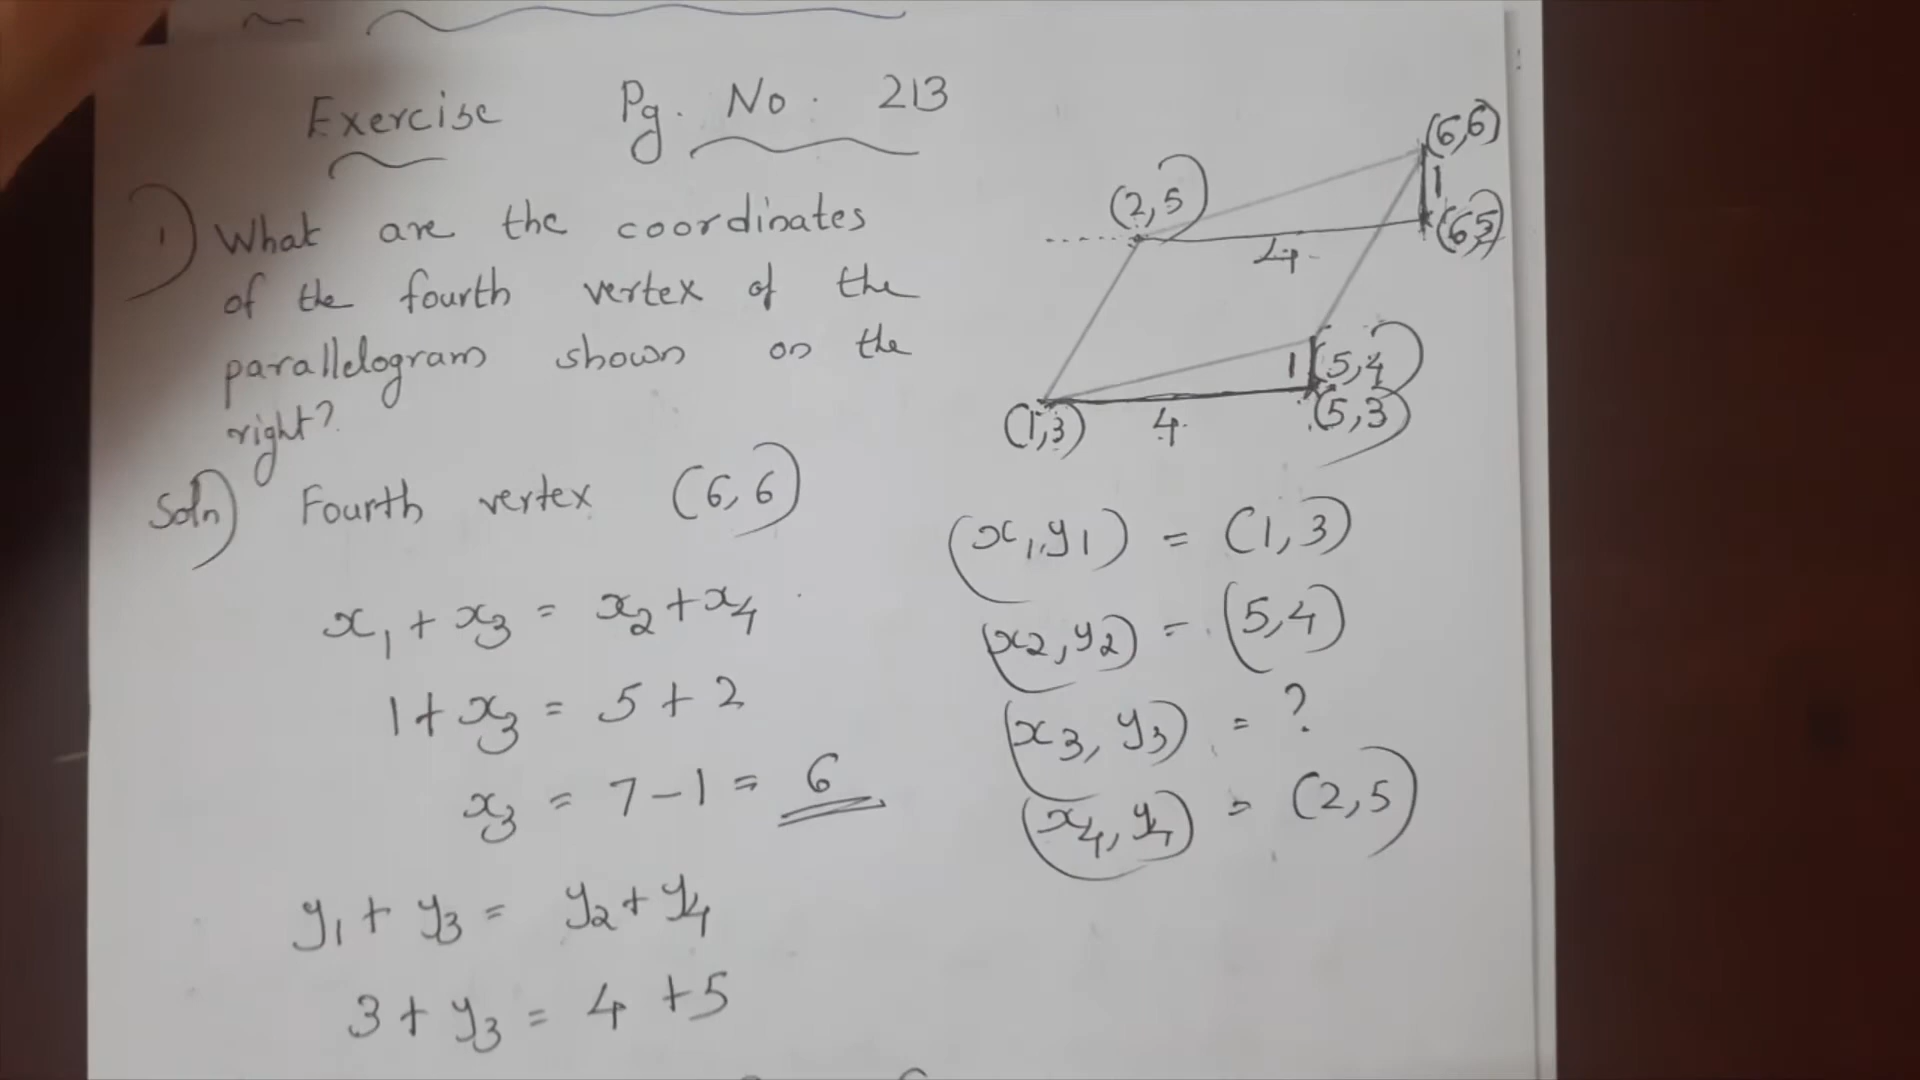 Exercise Pg. No. 213
1) What are the coordinates
of the fourth vertex of the
parallelogram shown on the
right?
Soln) Fourth vertex (6,6)
x1 + x3 = x2 + x4
1 + x3 = 5 + 2
x3 = 7 - 1 = 6
y1 + y3 = y2 + y4
3 + y3 = 4 + 5
(6,6)
1
(2,5)
(6,5)
4
1
(5,4)
(1,3)
4
(5,3)
(x1,y1) = (1,3)
(x2,y2) = (5,4)
(x3,y3) = ?
(x4,y4) = (2,5)